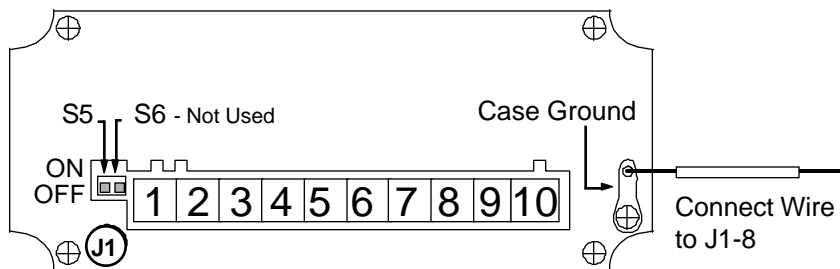 S5 S6 - Not Used
Case Ground
ON
OFF
1 2 3 4 5 6 7 8 9 10
J1
Connect Wire
to J1-8